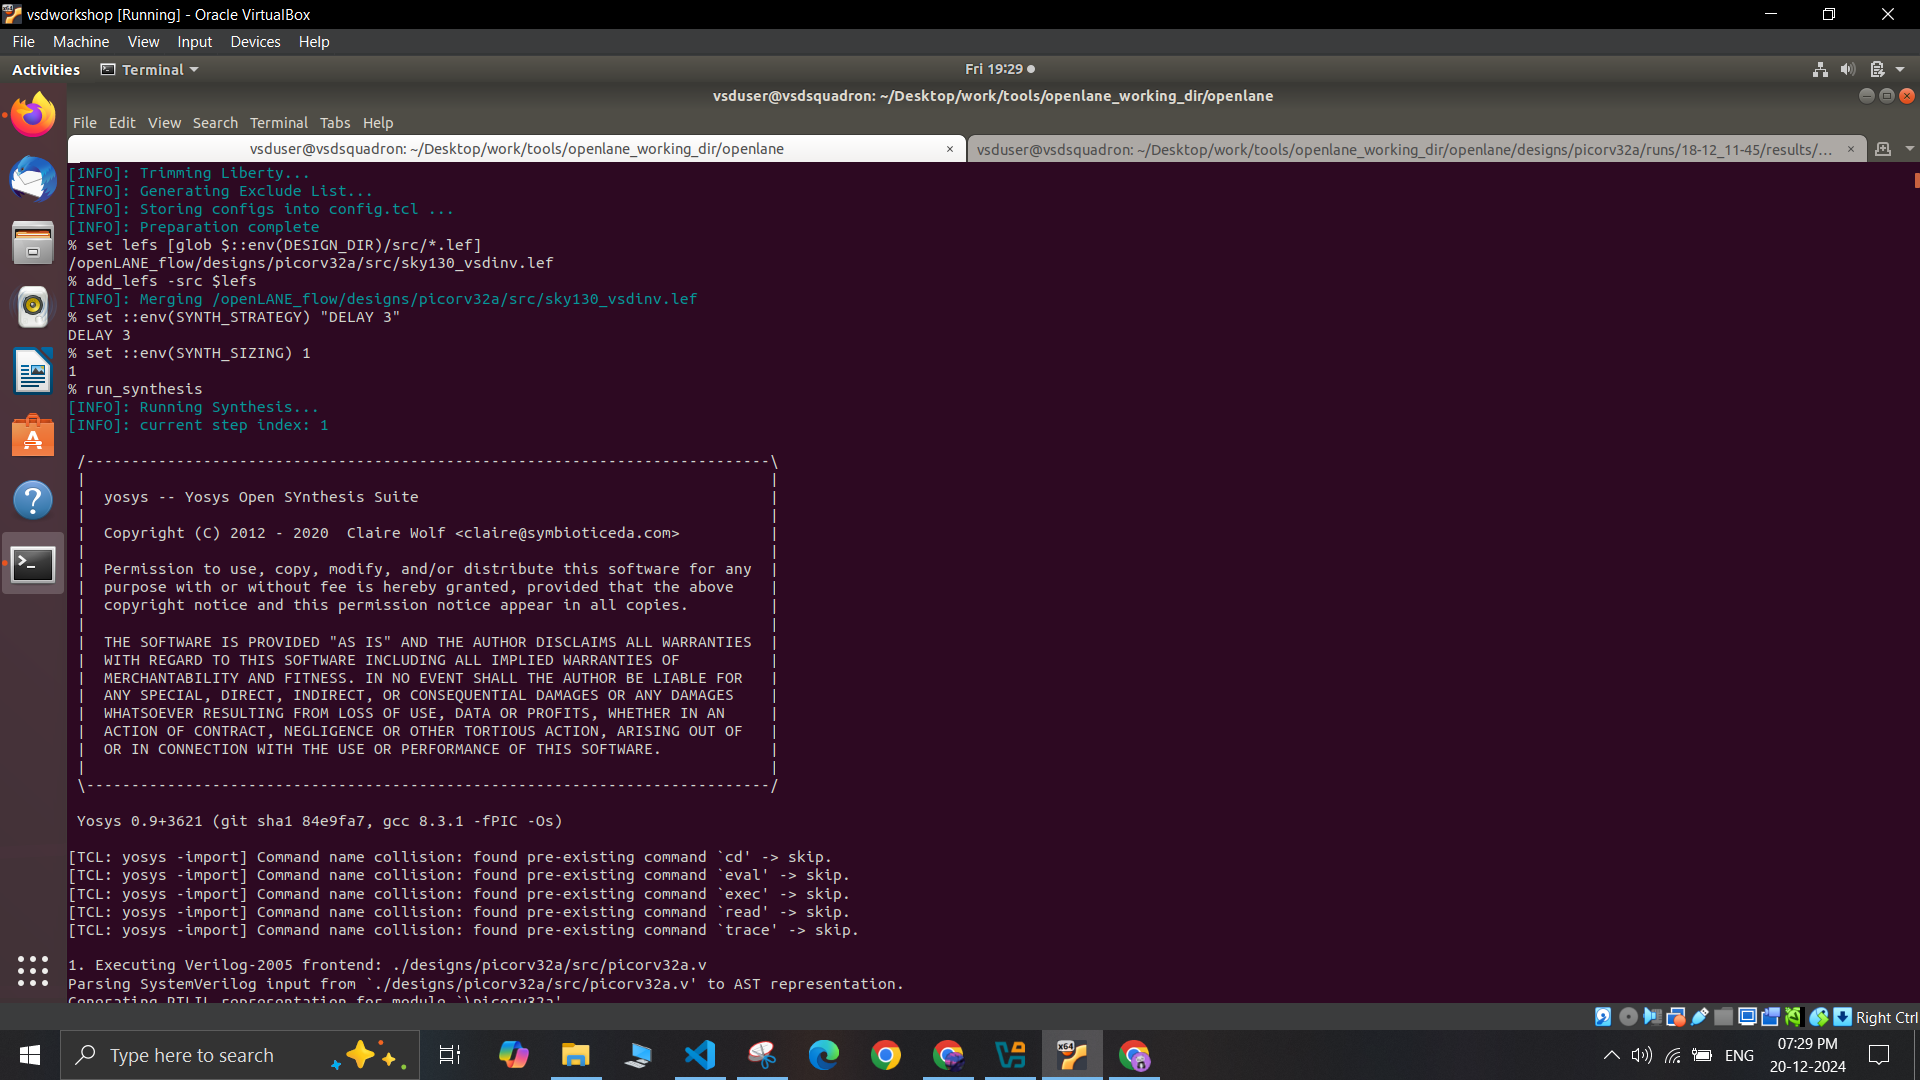 vsdworkshop [Running] - Oracle VirtualBox
File Machine View Input Devices Help
Activities Terminal Fri 19:29
vsduser@vsdsquadron: ~/Desktop/work/tools/openlane_working_dir/openlane
File Edit View Search Terminal Tabs Help
vsduser@vsdsquadron: ~/Desktop/work/tools/openlane_working_dir/openlane × vsduser@vsdsquadron: ~/Desktop/work/tools/openlane_working_dir/openlane/designs/picorv32a/runs/18-12_11-45/results/... ×
[INFO]: Trimming Liberty...
[INFO]: Generating Exclude List...
[INFO]: Storing configs into config.tcl ...
[INFO]: Preparation complete
% set lefs [glob $::env(DESIGN_DIR)/src/*.lef]
/openLANE_flow/designs/picorv32a/src/sky130_vsdinv.lef
% add_lefs -src $lefs
[INFO]: Merging /openLANE_flow/designs/picorv32a/src/sky130_vsdinv.lef
% set ::env(SYNTH_STRATEGY) "DELAY 3"
DELAY 3
% set ::env(SYNTH_SIZING) 1
1
% run_synthesis
[INFO]: Running Synthesis...
[INFO]: current step index: 1
/----------------------------------------------------------------------------\
|                                                                            |
|  yosys -- Yosys Open SYnthesis Suite                                       |
|                                                                            |
|  Copyright (C) 2012 - 2020  Claire Wolf <claire@symbioticeda.com>          |
|                                                                            |
|  Permission to use, copy, modify, and/or distribute this software for any  |
|  purpose with or without fee is hereby granted, provided that the above    |
|  copyright notice and this permission notice appear in all copies.         |
|                                                                            |
|  THE SOFTWARE IS PROVIDED "AS IS" AND THE AUTHOR DISCLAIMS ALL WARRANTIES  |
|  WITH REGARD TO THIS SOFTWARE INCLUDING ALL IMPLIED WARRANTIES OF          |
|  MERCHANTABILITY AND FITNESS. IN NO EVENT SHALL THE AUTHOR BE LIABLE FOR   |
|  ANY SPECIAL, DIRECT, INDIRECT, OR CONSEQUENTIAL DAMAGES OR ANY DAMAGES    |
|  WHATSOEVER RESULTING FROM LOSS OF USE, DATA OR PROFITS, WHETHER IN AN     |
|  ACTION OF CONTRACT, NEGLIGENCE OR OTHER TORTIOUS ACTION, ARISING OUT OF   |
|  OR IN CONNECTION WITH THE USE OR PERFORMANCE OF THIS SOFTWARE.            |
|                                                                            |
\----------------------------------------------------------------------------/
Yosys 0.9+3621 (git sha1 84e9fa7, gcc 8.3.1 -fPIC -Os)
[TCL: yosys -import] Command name collision: found pre-existing command `cd' -> skip.
[TCL: yosys -import] Command name collision: found pre-existing command `eval' -> skip.
[TCL: yosys -import] Command name collision: found pre-existing command `exec' -> skip.
[TCL: yosys -import] Command name collision: found pre-existing command `read' -> skip.
[TCL: yosys -import] Command name collision: found pre-existing command `trace' -> skip.
1. Executing Verilog-2005 frontend: ./designs/picorv32a/src/picorv32a.v
Parsing SystemVerilog input from `./designs/picorv32a/src/picorv32a.v' to AST representation.
Generating RTLIL representation for module `\picorv32a'.
Right Ctrl
Type here to search
ENG
07:29 PM
20-12-2024